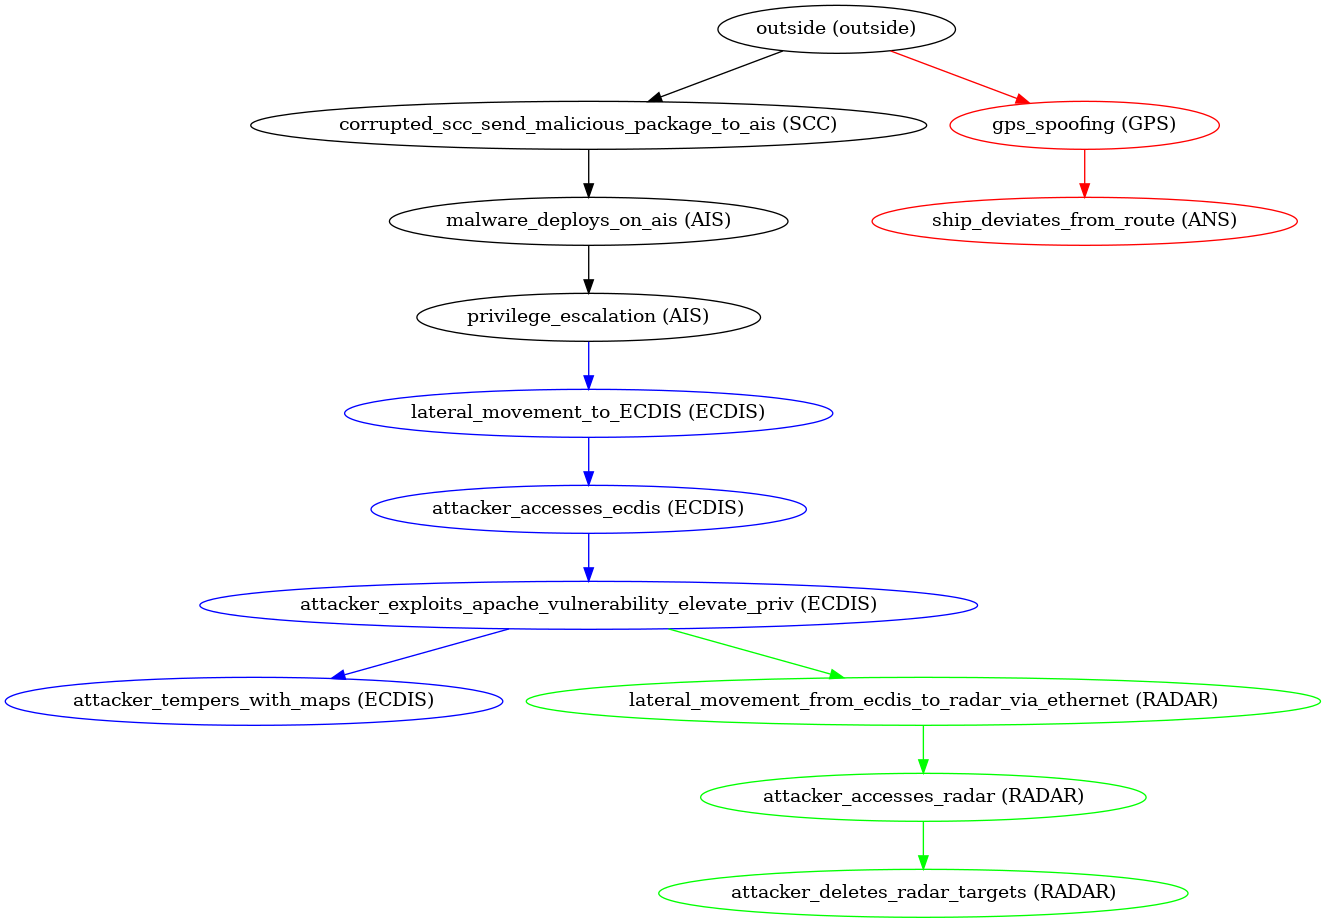 outside (outside)
corrupted_scc_send_malicious_package_to_ais (SCC)
gps_spoofing (GPS)
malware_deploys_on_ais (AIS)
ship_deviates_from_route (ANS)
privilege_escalation (AIS)
lateral_movement_to_ECDIS (ECDIS)
attacker_accesses_ecdis (ECDIS)
attacker_exploits_apache_vulnerability_elevate_priv (ECDIS)
attacker_tempers_with_maps (ECDIS)
lateral_movement_from_ecdis_to_radar_via_ethernet (RADAR)
attacker_accesses_radar (RADAR)
attacker_deletes_radar_targets (RADAR)